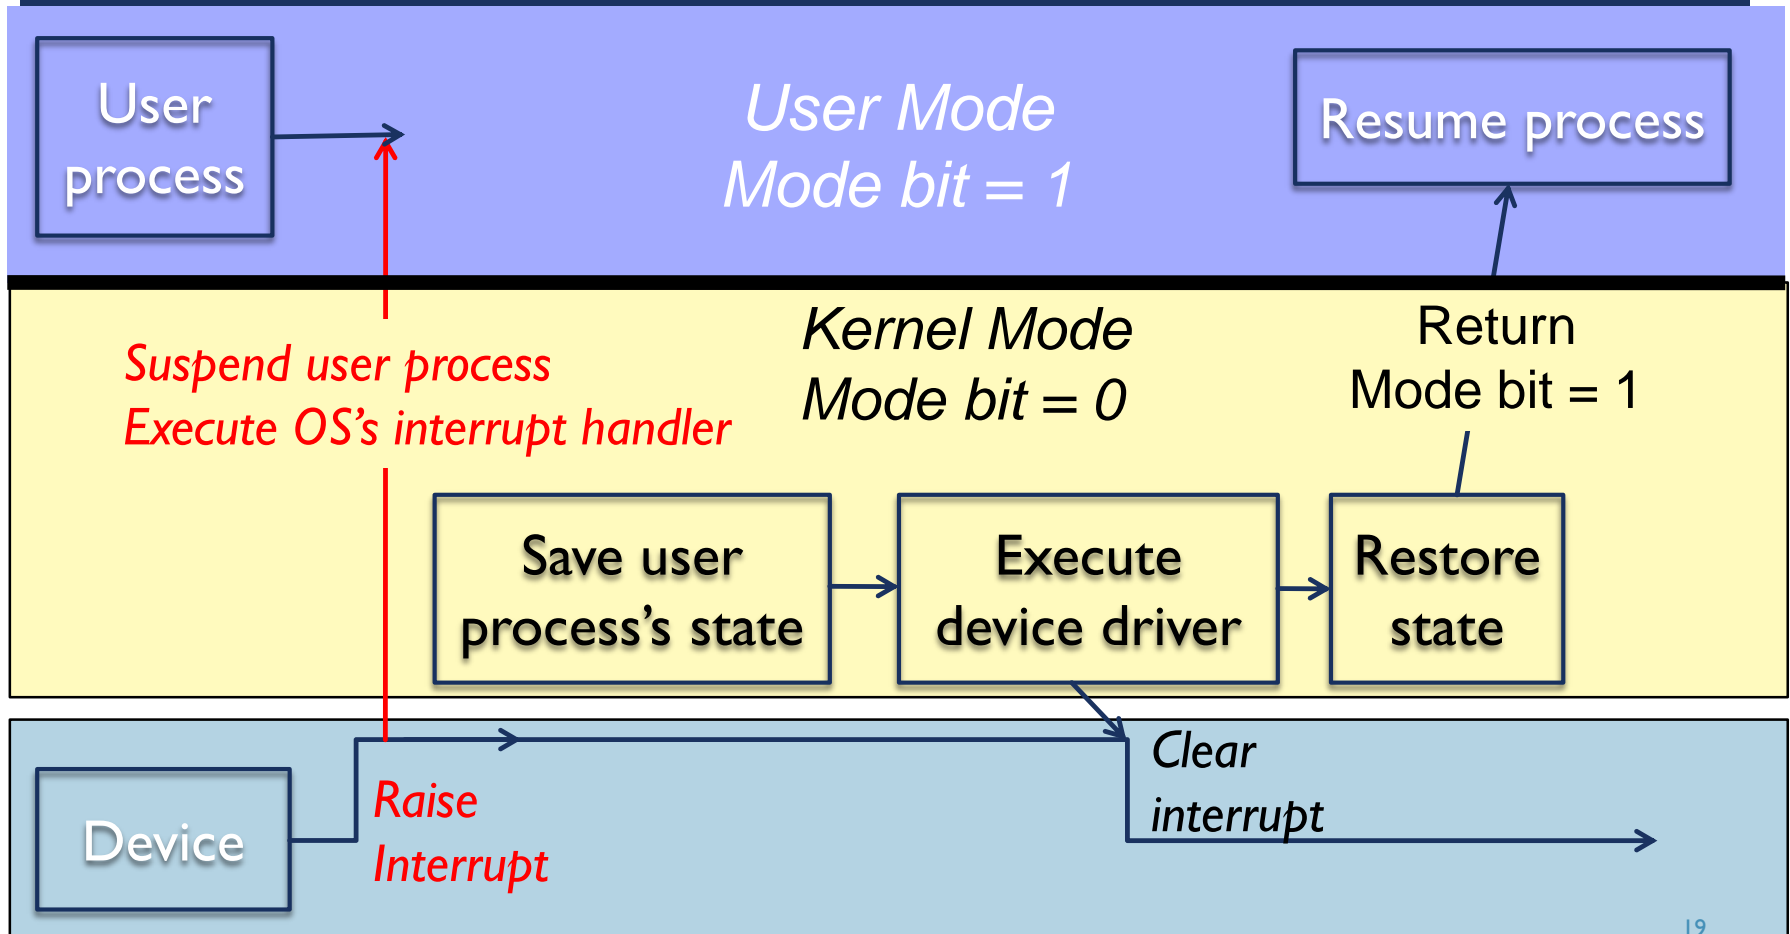 User
process
User Mode
Mode bit = 1
Resume process
Suspend user process
Execute OS’s interrupt handler
Kernel Mode
Mode bit = 0
Return
Mode bit = 1
Save user
process’s state
Execute
device driver
Restore
state
Device
Raise
Interrupt
Clear
interrupt
19